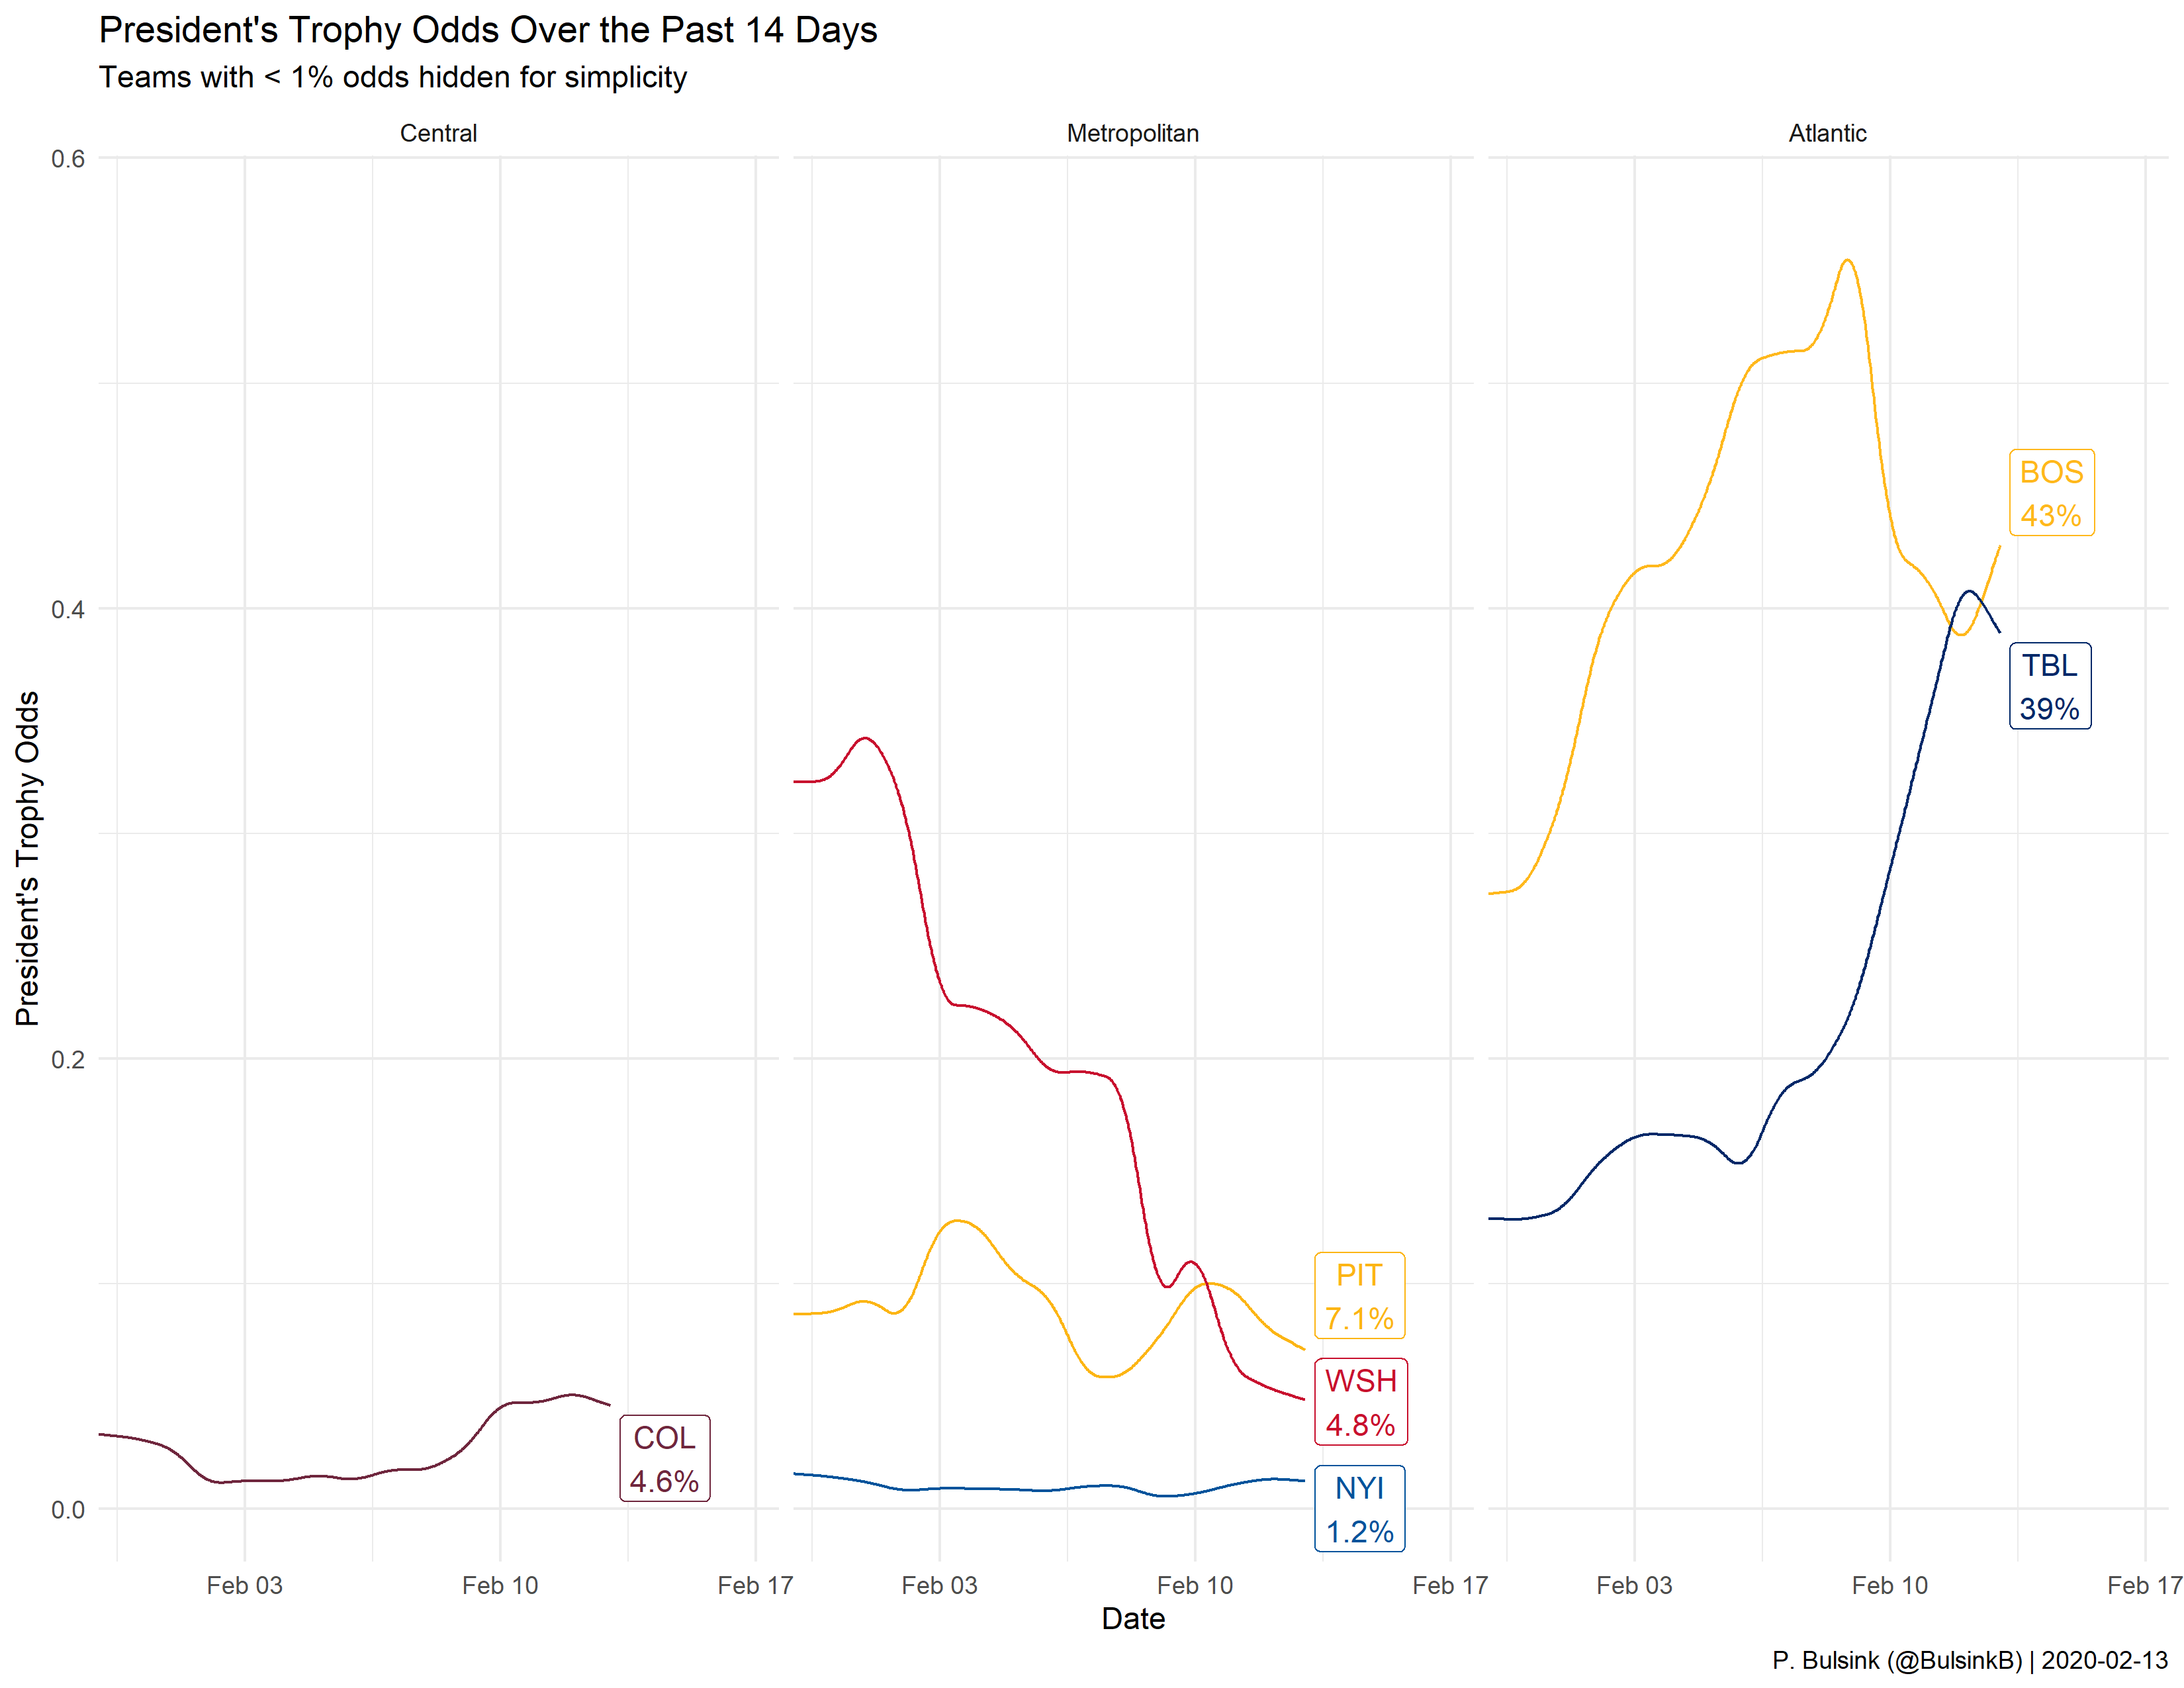 President's Trophy Odds Over the Past 14 Days
Teams with < 1% odds hidden for simplicity
Central
Metropolitan
Atlantic
0.6
0.4
0.2
0.0
President's Trophy Odds
COL
4.6%
PIT
7.1%
WSH
4.8%
NYI
1.2%
BOS
43%
TBL
39%
Feb 03
Feb 10
Feb 17
Feb 03
Feb 10
Feb 17
Feb 03
Feb 10
Feb 17
Date
P. Bulsink (@BulsinkB) | 2020-02-13